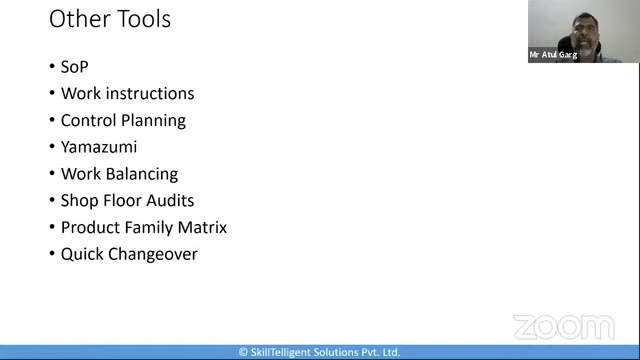 Other Tools
Mr Atul Garg
• SoP
• Work instructions
• Control Planning
• Yamazumi
• Work Balancing
• Shop Floor Audits
• Product Family Matrix
• Quick Changeover
zoom
© SkillTelligent Solutions Pvt. Ltd.